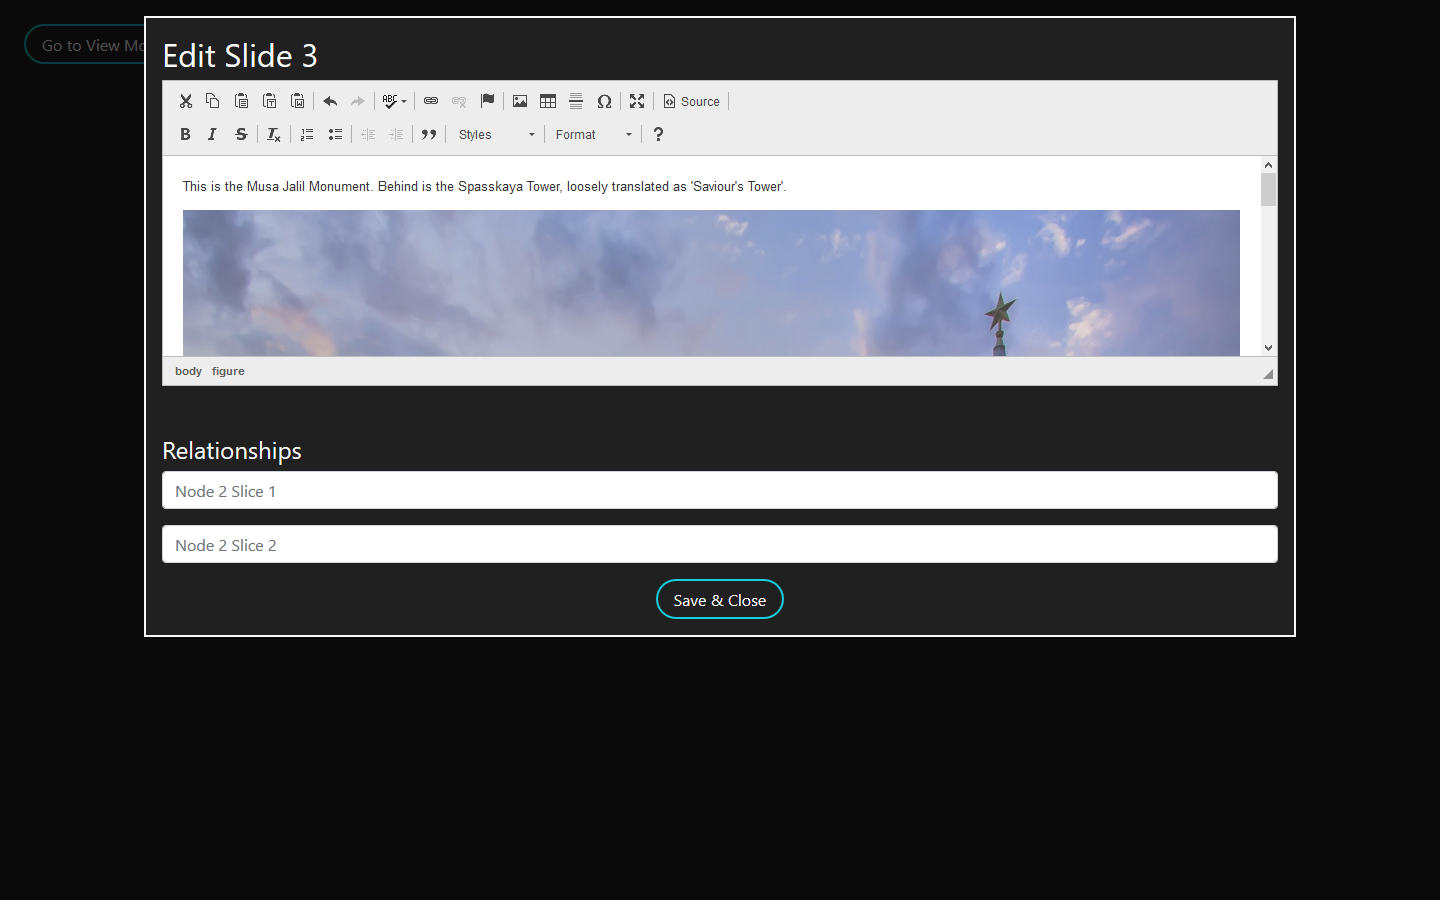 Go to View Mo
Edit Slide 3
ABC
Source
B I S Tx Styles Format ?
This is the Musa Jalil Monument. Behind is the Spasskaya Tower, loosely translated as 'Saviour's Tower'.
body figure
Relationships
Node 2 Slice 1
Node 2 Slice 2
Save & Close